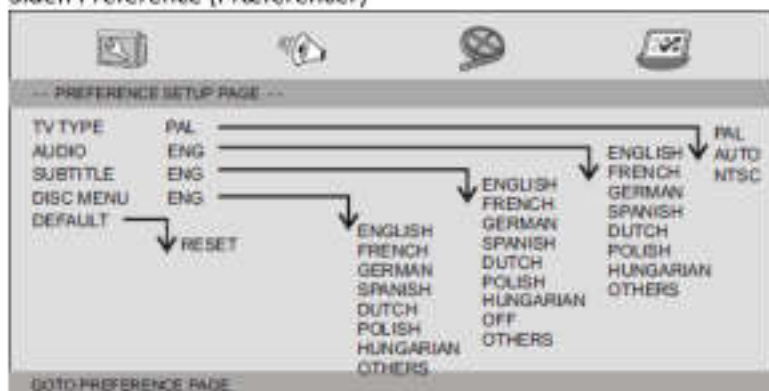 Siden Preference (Præferencer)
-- PREFERENCE SETUP PAGE --
TV TYPE PAL
AUDIO ENG
SUBTITLE ENG
DISC MENU ENG
DEFAULT
RESET
ENGLISH
FRENCH
GERMAN
SPANISH
DUTCH
POLISH
HUNGARIAN
OTHERS
ENGLISH
FRENCH
GERMAN
SPANISH
DUTCH
POLISH
HUNGARIAN
OFF
OTHERS
ENGLISH
FRENCH
GERMAN
SPANISH
DUTCH
POLISH
HUNGARIAN
OTHERS
PAL
AUTO
NTSC
GOTO PREFERENCE PAGE